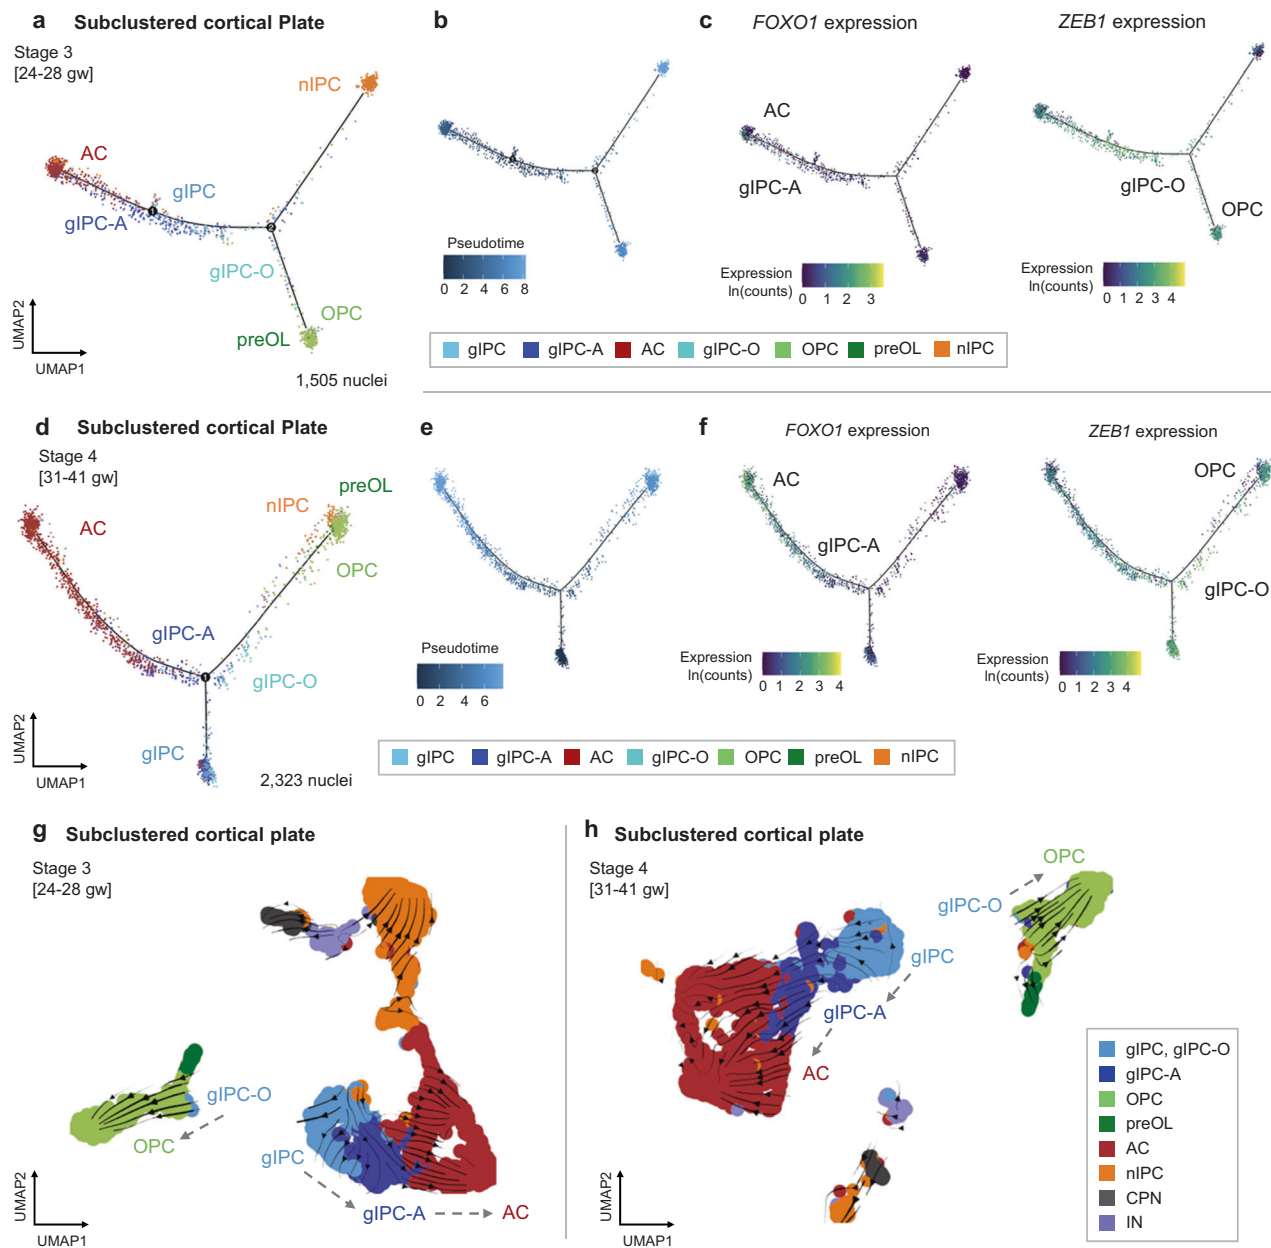 a Subclustered cortical Plate
Stage 3
[24-28 gw]
nIPC
AC
gIPC
gIPC-A
1
2
gIPC-O
OPC
preOL
UMAP2
UMAP1
1,505 nuclei
b
Pseudotime
0 2 4 6 8
c FOXO1 expression
AC
gIPC-A
Expression
ln(counts)
0 1 2 3
ZEB1 expression
gIPC-O
OPC
Expression
ln(counts)
0 1 2 3 4
gIPC gIPC-A AC gIPC-O OPC preOL nIPC
d Subclustered cortical Plate
Stage 4
[31-41 gw]
preOL
nIPC
AC
OPC
gIPC-A
1
gIPC-O
gIPC
UMAP2
UMAP1
2,323 nuclei
e
Pseudotime
0 2 4 6
f FOXO1 expression
AC
gIPC-A
Expression
ln(counts)
0 1 2 3 4
ZEB1 expression
OPC
gIPC-O
Expression
ln(counts)
0 1 2 3 4
gIPC gIPC-A AC gIPC-O OPC preOL nIPC
g Subclustered cortical plate
Stage 3
[24-28 gw]
gIPC-O
OPC
gIPC
gIPC-A
AC
UMAP2
UMAP1
h Subclustered cortical plate
Stage 4
[31-41 gw]
OPC
gIPC-O
gIPC
gIPC-A
AC
UMAP2
UMAP1
gIPC, gIPC-O
gIPC-A
OPC
preOL
AC
nIPC
CPN
IN